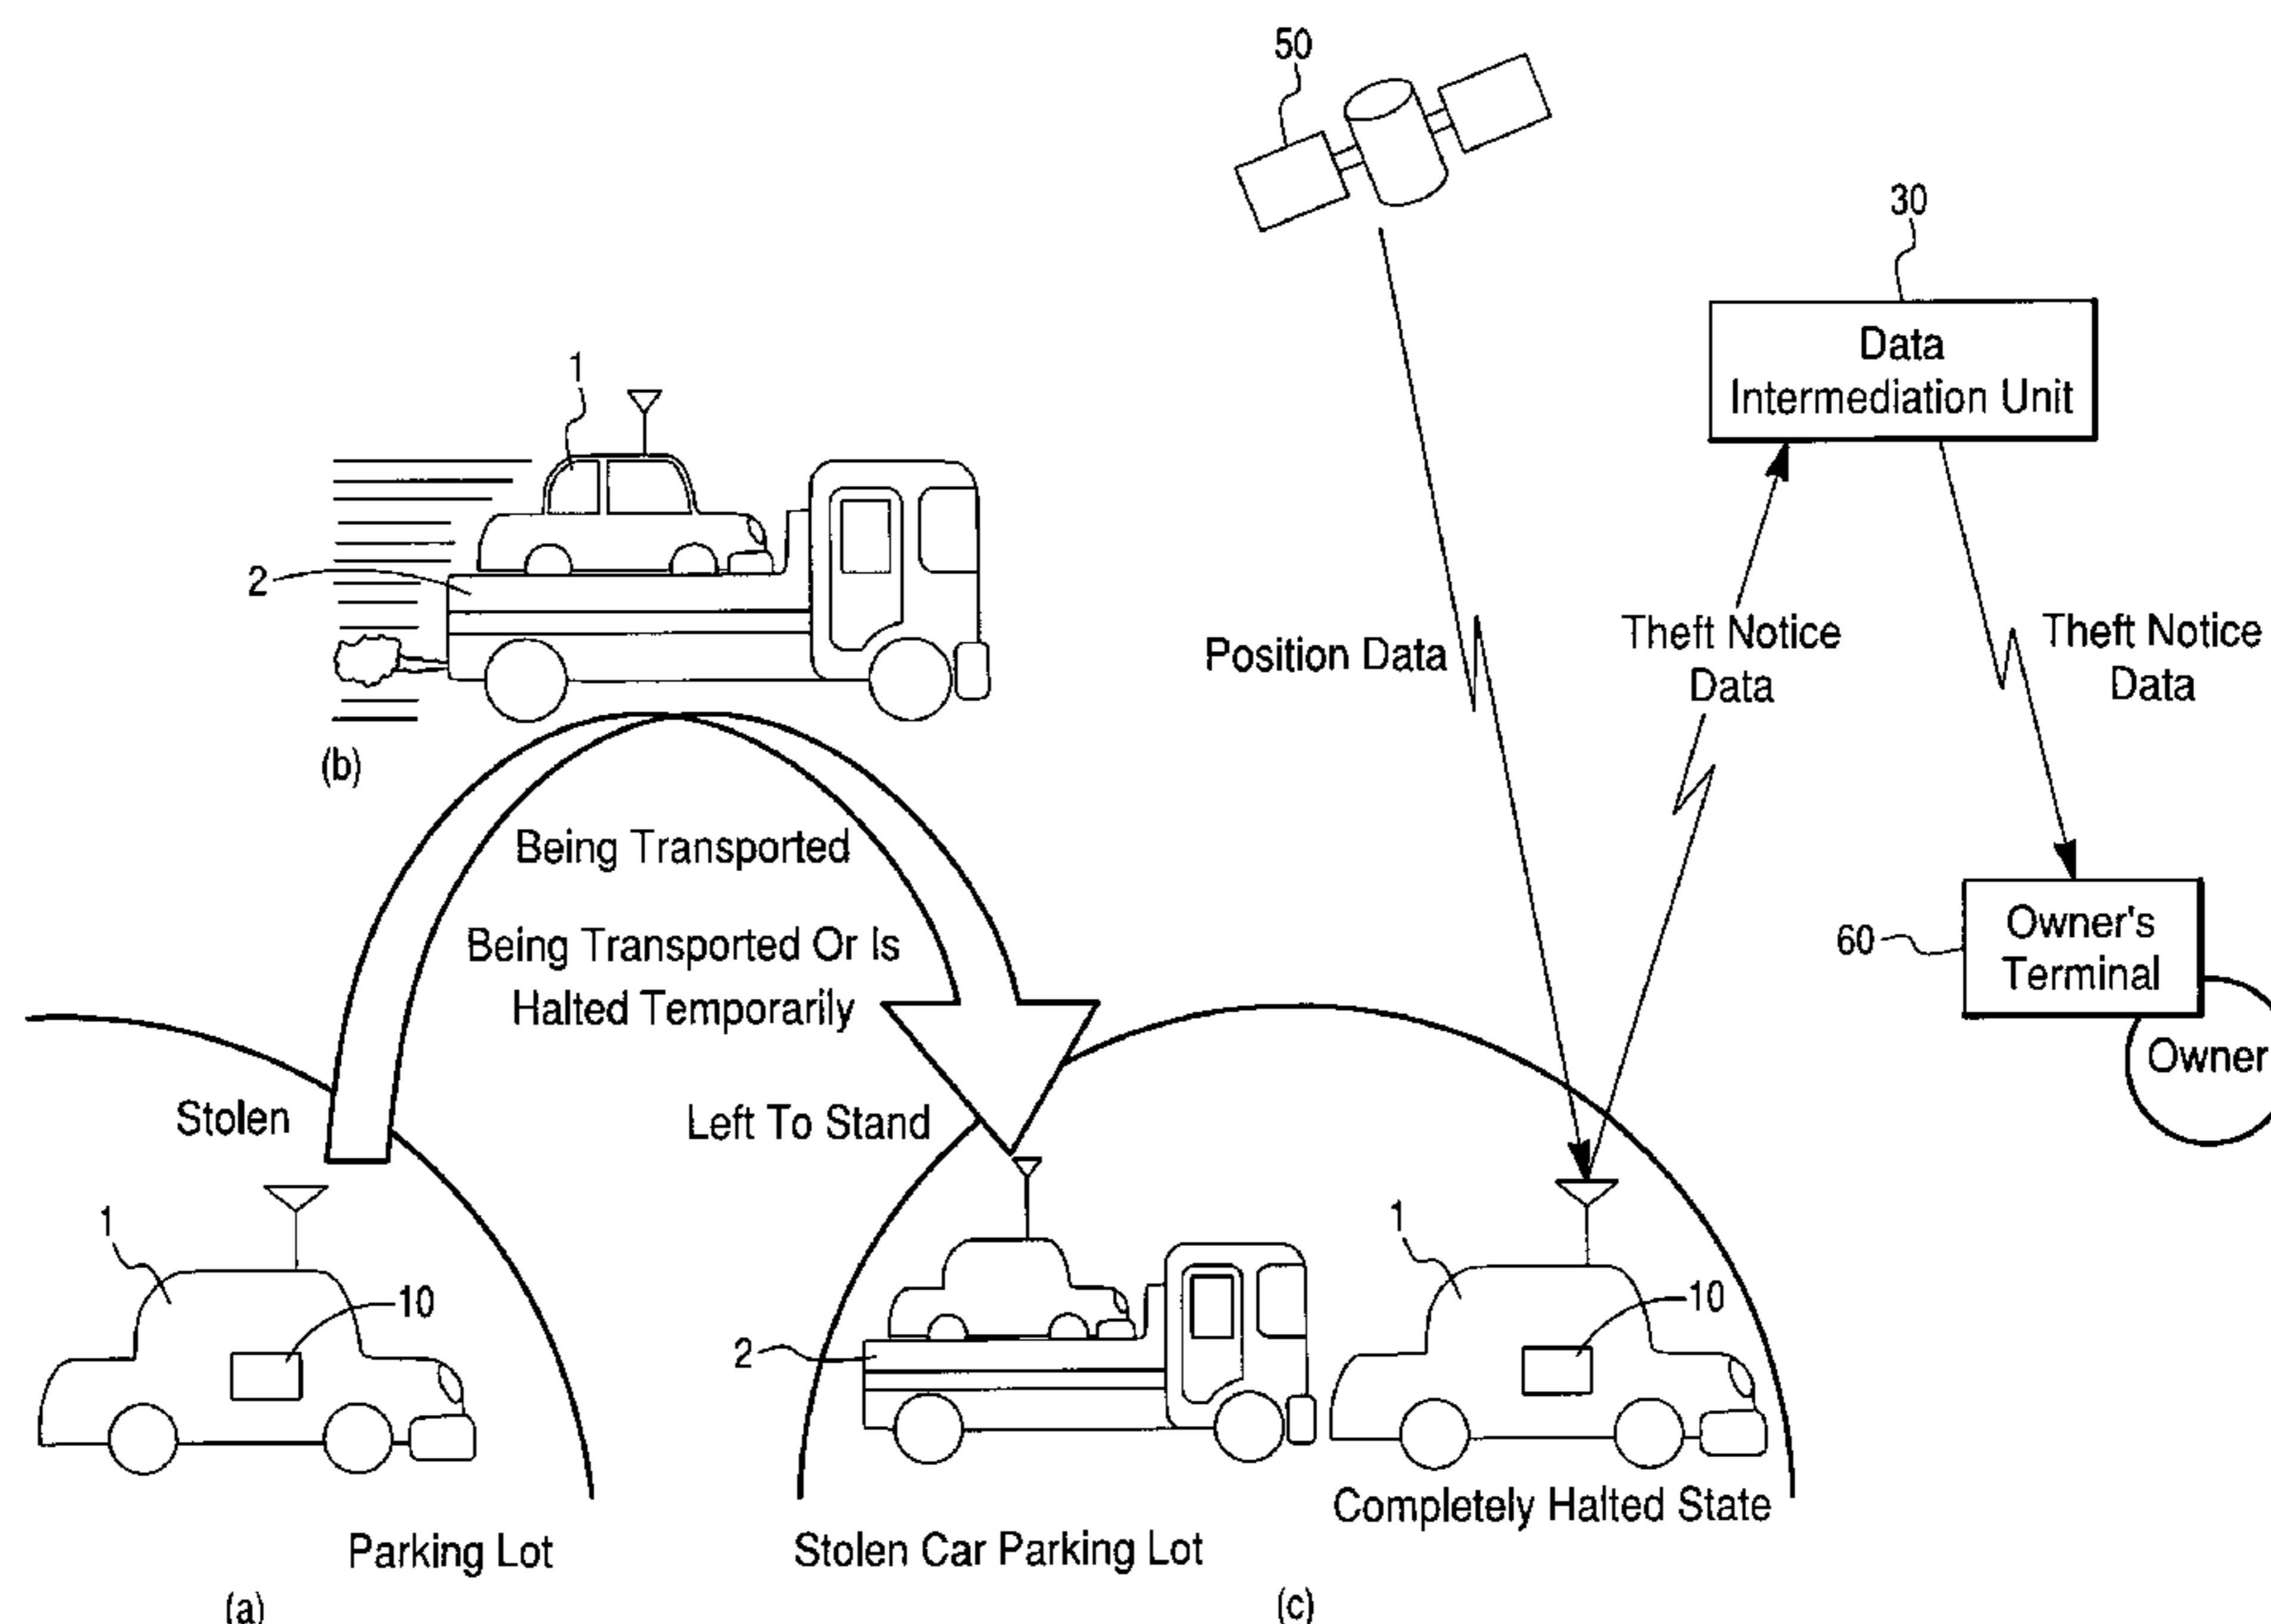 50
30
Data
Intermediation Unit
1
2
Position Data
Theft Notice
Data
Theft Notice
Data
(b)
Being Transported
Being Transported Or Is
Halted Temporarily
60
Owner's
Terminal
Owner
Stolen
Left To Stand
1
10
1
10
2
Completely Halted State
Parking Lot
Stolen Car Parking Lot
(a)
(c)